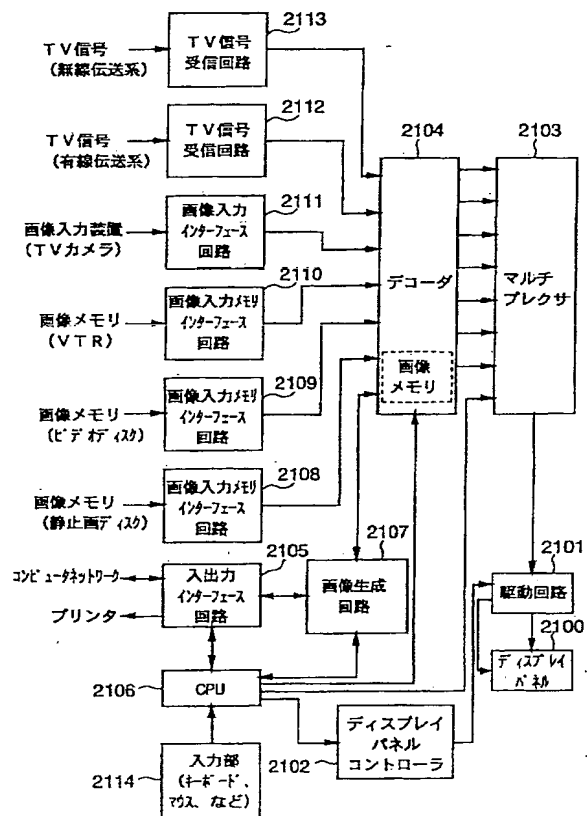 2113
TV信号
(無線伝送系)
TV信号
受信回路
2112
TV信号
(有線伝送系)
TV信号
受信回路
2104
2103
2111
画像入力装置
(TVカメラ)
画像入力
インターフェース
回路
デコーダ
マルチ
プレクサ
2110
画像メモリ
(VTR)
画像入力メモリ
インターフェース
回路
画像
メモリ
2109
画像メモリ
(ビデオディスク)
画像入力メモリ
インターフェース
回路
2108
画像メモリ
(静止画ディスク)
画像入力メモリ
インターフェース
回路
2107
2105
コンピュータネットワーク
プリンタ
入出力
インターフェース
回路
画像生成
回路
2101
駆動回路
2100
ディスプレイ
パネル
2106
CPU
ディスプレイ
パネル
コントローラ
2102
2114
入力部
(キーボード、
マウス、など)